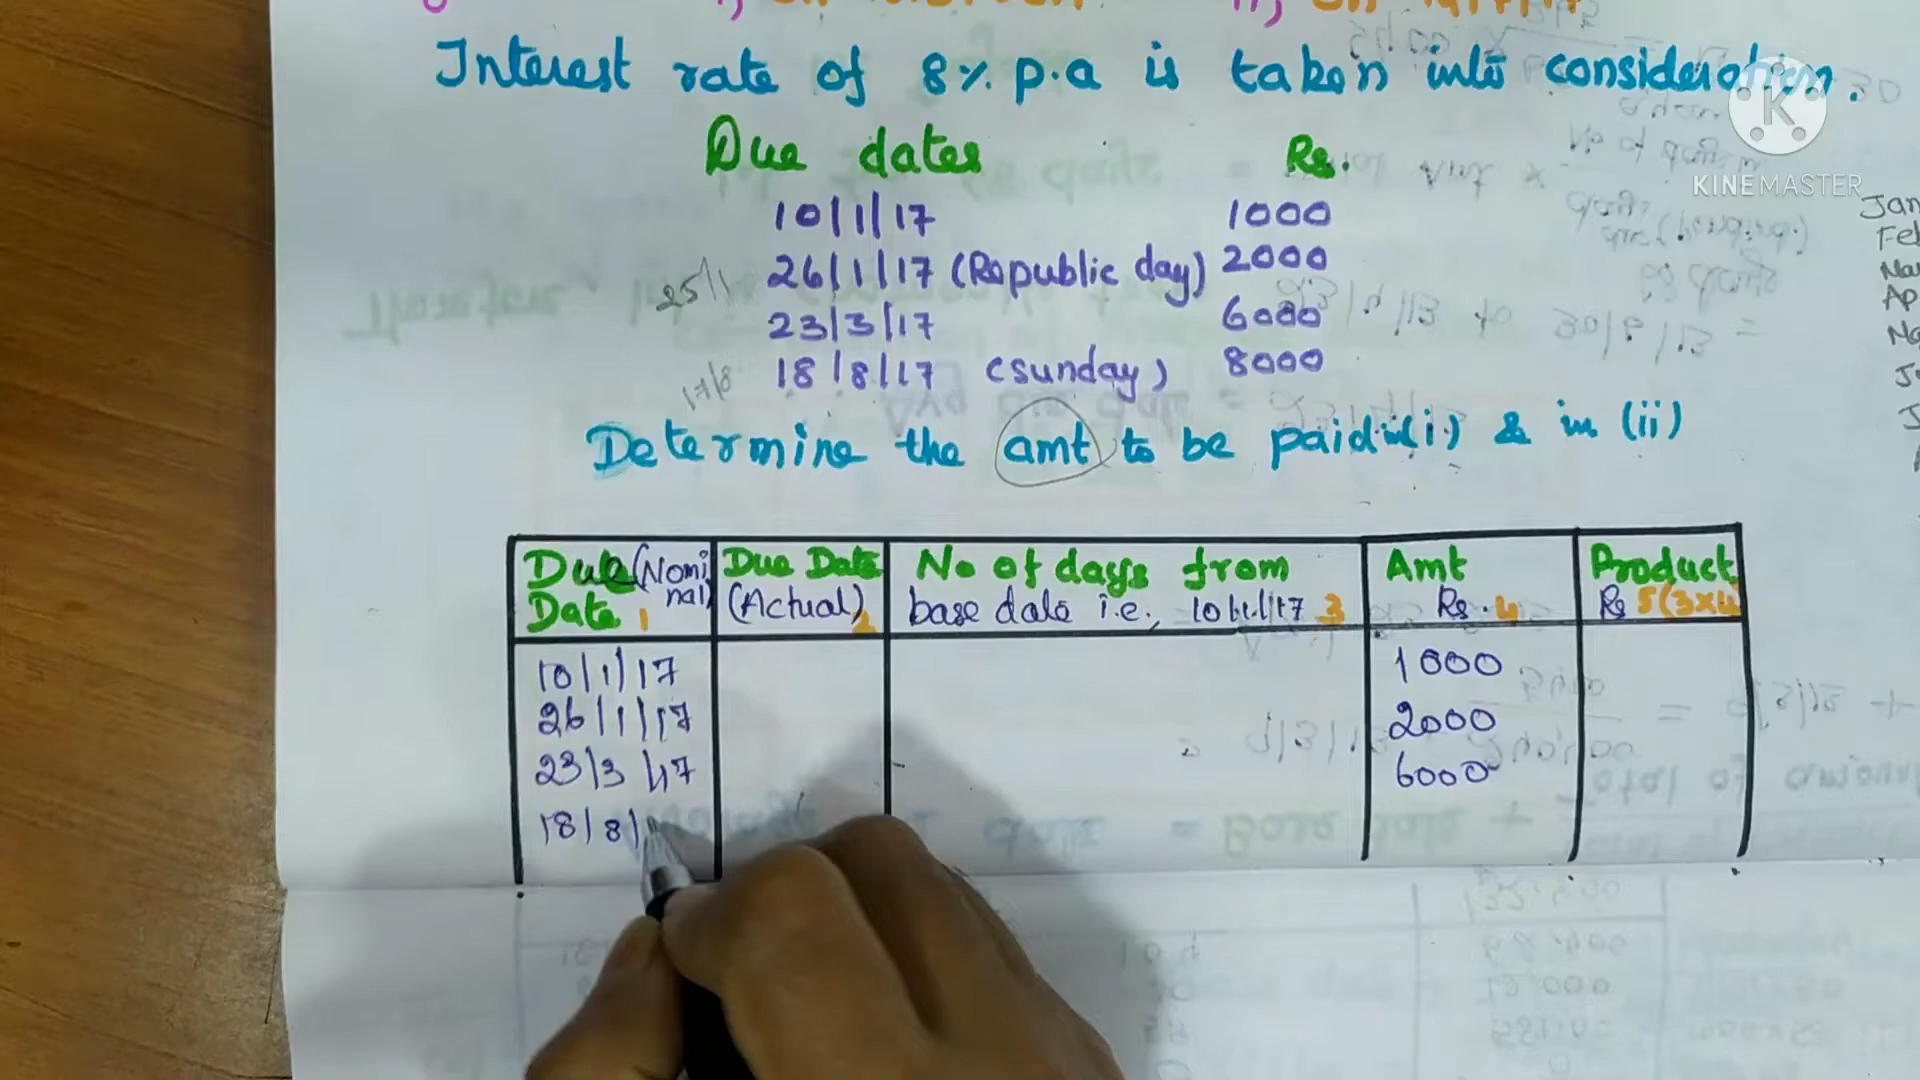 Interest rate of 8% p.a is taken into consideration.
KINEMASTER
Due dates Rs.
10/1/17 1000
25/1 26/1/17 (Republic day) 2000
23/3/17 6000
17/8 18/8/17 (Sunday) 8000
Determine the amt to be paid in (i) & in (ii)
Jan
Due (Nominal) Date 1
Due Date (Actual) 2
No of days from base date i.e., 10/1/17 3
Amt Rs. 4
Product Rs 5(3x4)
10/1/17 1000
26/1/17 2000
23/3/17 6000
18/8/